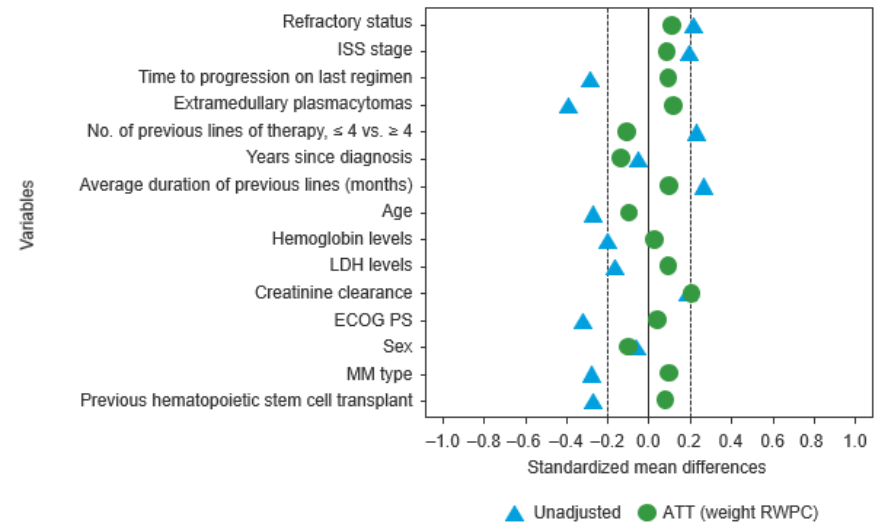 Variables
Refractory status
ISS stage
Time to progression on last regimen
Extramedullary plasmacytomas
No. of previous lines of therapy, ≤ 4 vs. ≥ 4
Years since diagnosis
Average duration of previous lines (months)
Age
Hemoglobin levels
LDH levels
Creatinine clearance
ECOG PS
Sex
MM type
Previous hematopoietic stem cell transplant
−1.0 −0.8 −0.6 −0.4 −0.2 0.0 0.2 0.4 0.6 0.8 1.0
Standardized mean differences
Unadjusted ATT (weight RWPC)